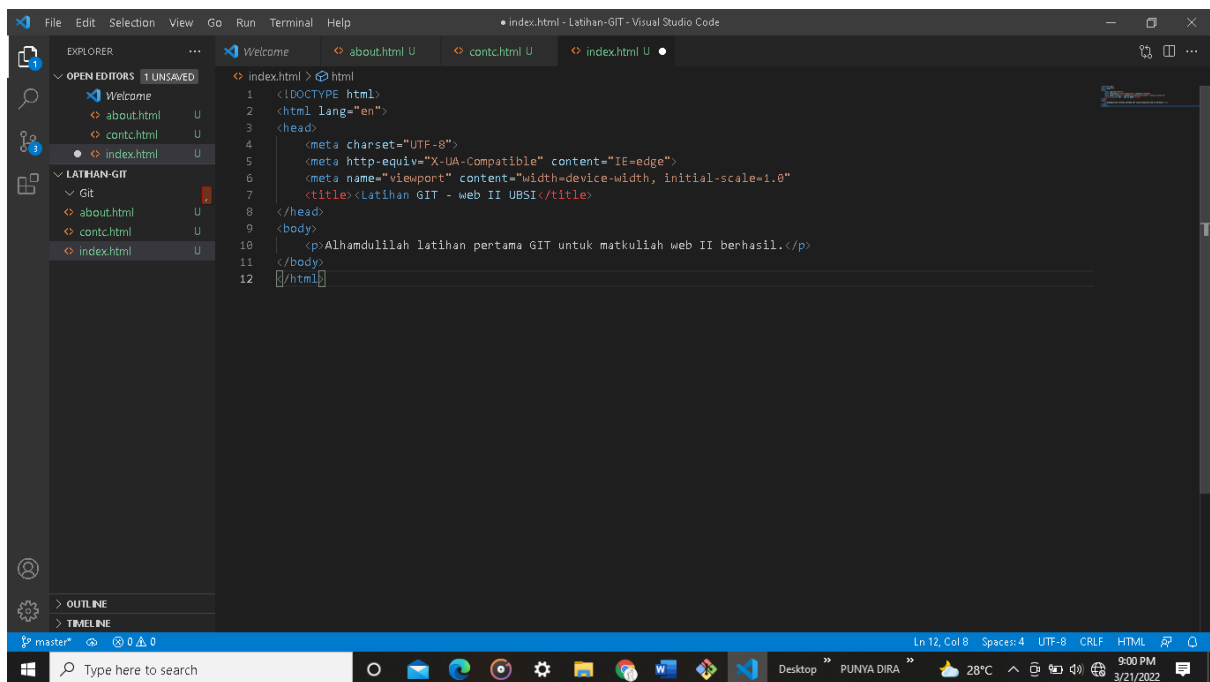 File Edit Selection View Go Run Terminal Help ● index.html - Latihan-GIT - Visual Studio Code
EXPLORER ···
Welcome about.html U contc.html U index.html U ●
OPEN EDITORS 1 UNSAVED
Welcome
about.html U
contc.html U
● index.html U
LATIHAN-GIT
Git
about.html U
contc.html U
index.html U
OUTLINE
TIMELINE
index.html > html
1 <!DOCTYPE html>
2 <html lang="en">
3 <head>
4 <meta charset="UTF-8">
5 <meta http-equiv="X-UA-Compatible" content="IE=edge">
6 <meta name="viewport" content="width=device-width, initial-scale=1.0"
7 <title><Latihan GIT - web II UBSI</title>
8 </head>
9 <body>
10 <p>Alhamdulilah latihan pertama GIT untuk matkuliah web II berhasil.</p>
11 </body>
12 </html>
1
3
master* 0 0 Ln 12, Col 8 Spaces: 4 UTF-8 CRLF HTML
Type here to search Desktop » PUNYA DIRA » 28°C 9:00 PM
3/21/2022